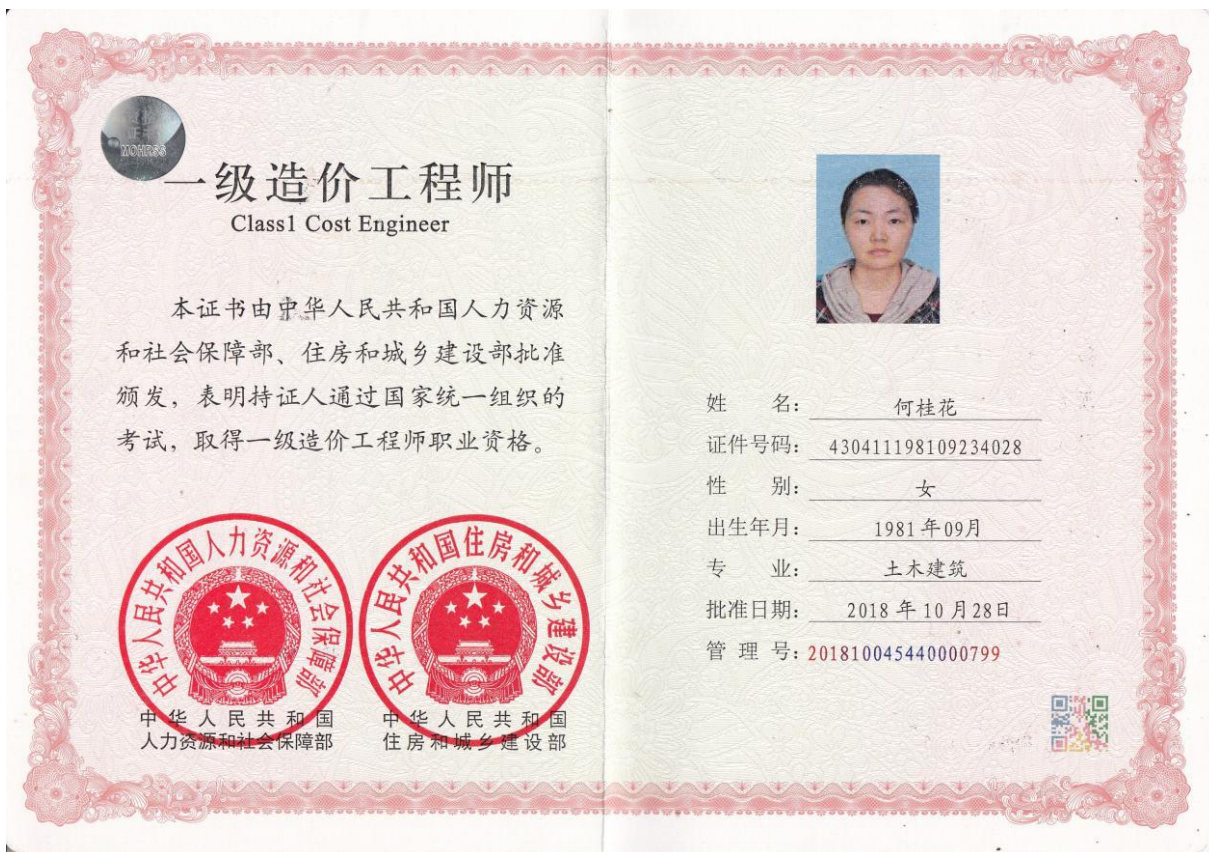 MOHRSS
一级造价工程师
Class1 Cost Engineer
本证书由中华人民共和国人力资源
和社会保障部、住房和城乡建设部批准
颁发，表明持证人通过国家统一组织的
考试，取得一级造价工程师职业资格。
中华人民共和国人力资源和社会保障部
中华人民共和国住房和城乡建设部
中华人民共和国
人力资源和社会保障部
中华人民共和国
住房和城乡建设部
姓 名：何桂花
证件号码：430411198109234028
性 别：女
出生年月：1981年09月
专 业：土木建筑
批准日期：2018年10月28日
管 理 号：201810045440000799